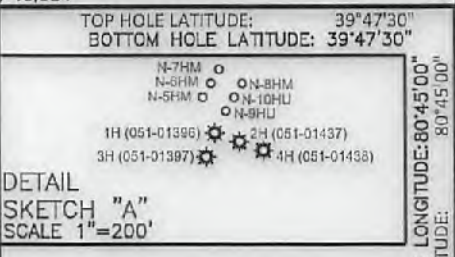 TOP HOLE LATITUDE: 39°47'30"
BOTTOM HOLE LATITUDE: 39°47'30"
N-7HM
N-6HM N-8HM
N-5HM N-10HU
N-9HU
1H (051-01396) 2H (051-01437)
3H (051-01397) 4H (051-01438)
DETAIL
SKETCH "A"
SCALE 1"=200'
LONGITUDE: 80°45'00"
80°45'00"